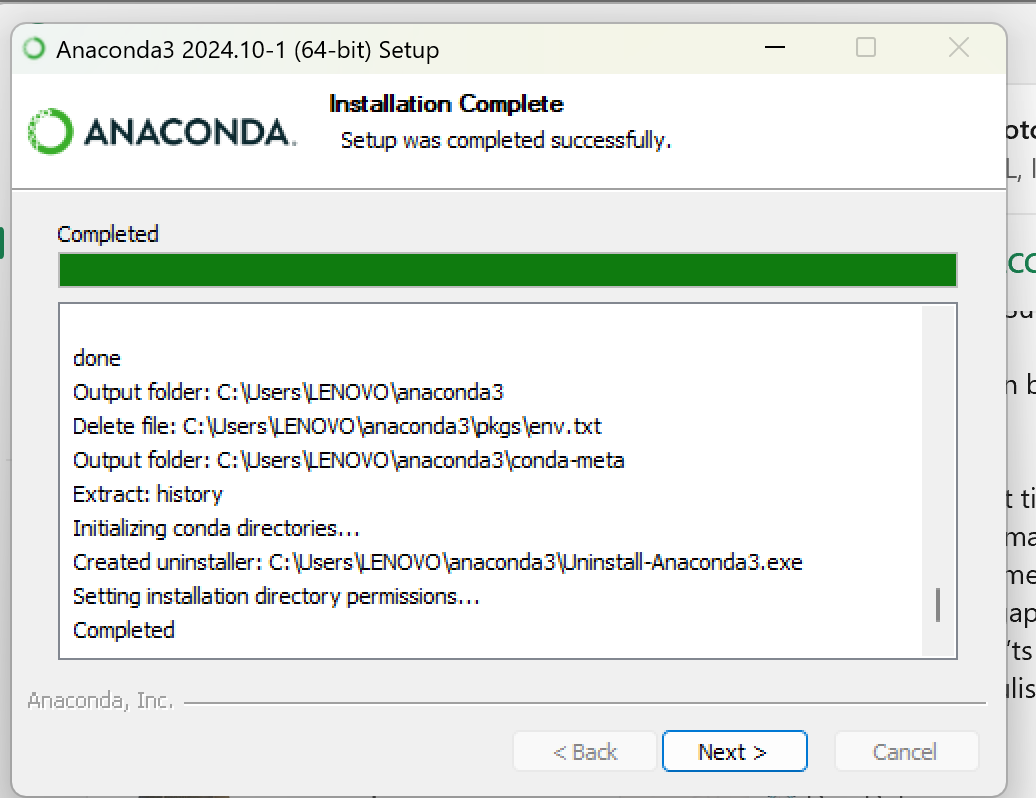 Anaconda3 2024.10-1 (64-bit) Setup
ANACONDA.
Installation Complete
Setup was completed successfully.
Completed
done
Output folder: C:\Users\LENOVO\anaconda3
Delete file: C:\Users\LENOVO\anaconda3\pkgs\env.txt
Output folder: C:\Users\LENOVO\anaconda3\conda-meta
Extract: history
Initializing conda directories...
Created uninstaller: C:\Users\LENOVO\anaconda3\Uninstall-Anaconda3.exe
Setting installation directory permissions...
Completed
Anaconda, Inc.
< Back
Next >
Cancel